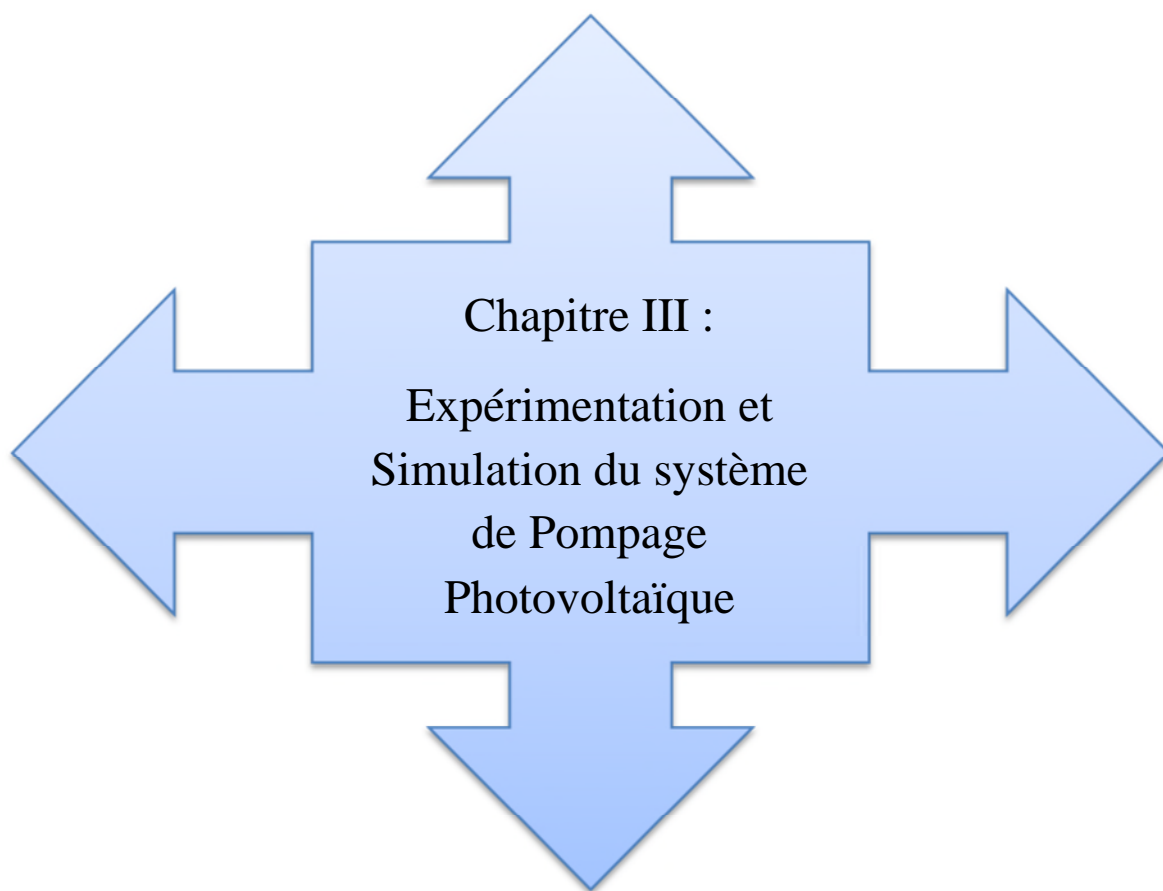 Chapitre III :
Expérimentation et
Simulation du système
de Pompage
Photovoltaïque